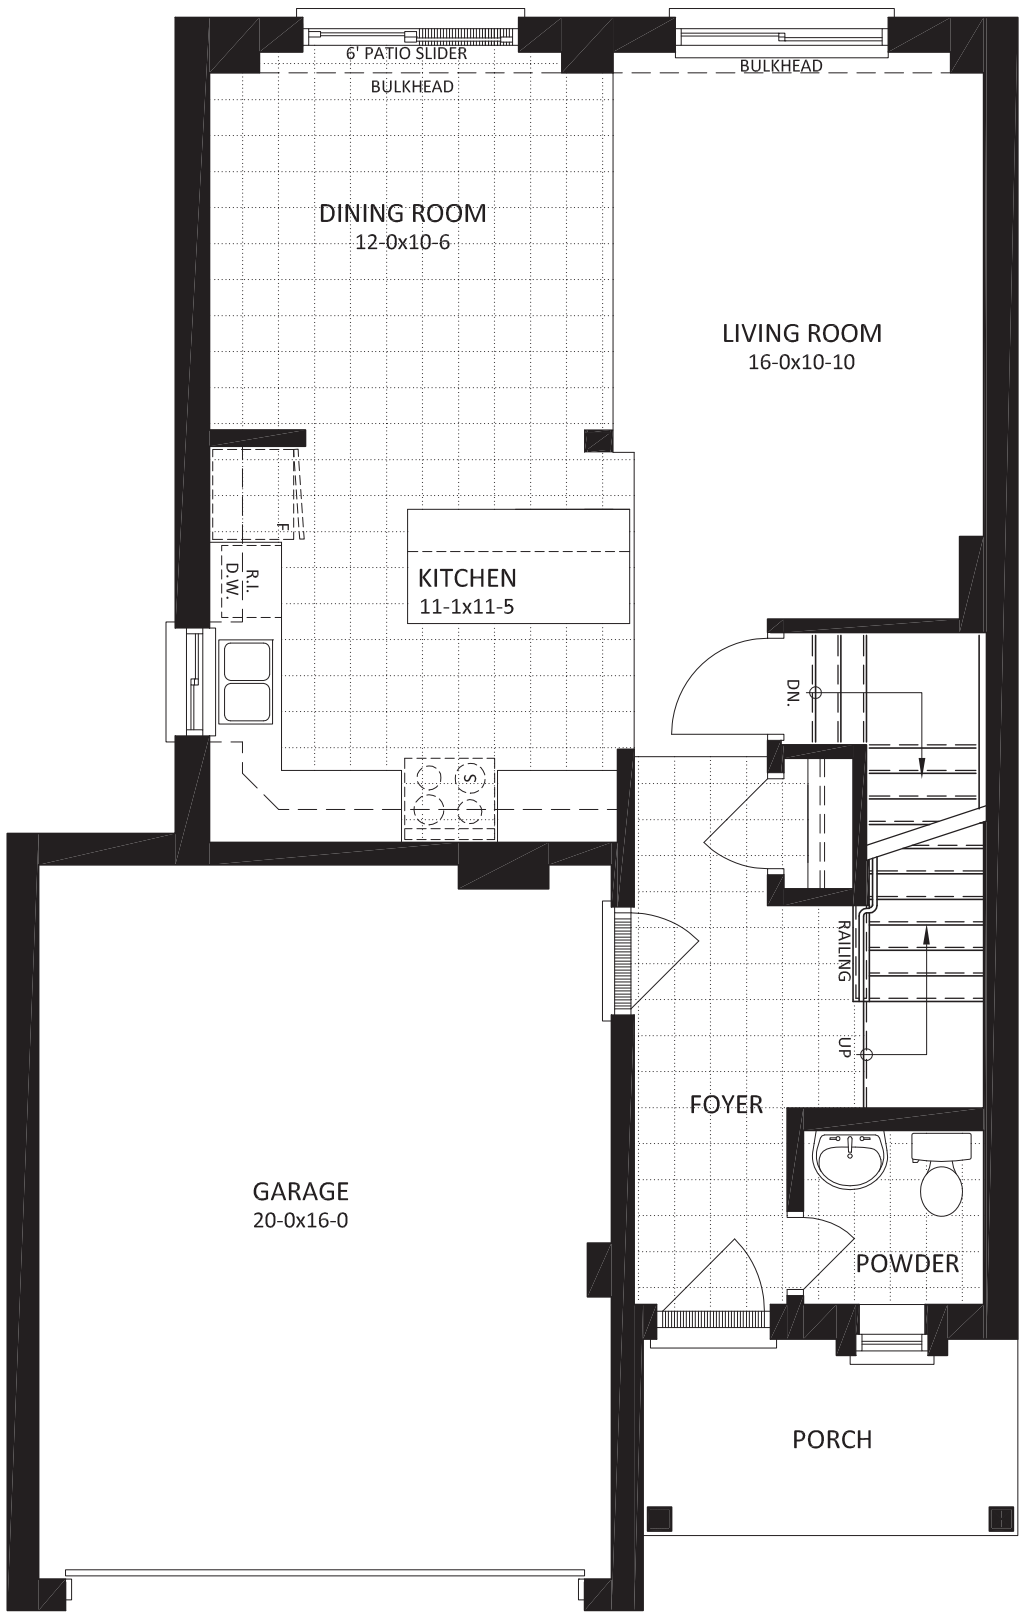 6' PATIO SLIDER
BULKHEAD
BULKHEAD
DINING ROOM
12-0x10-6
LIVING ROOM
16-0x10-10
F
R.I.
D.W.
KITCHEN
11-1x11-5
DN.
S
RAILING
UP
FOYER
GARAGE
20-0x16-0
POWDER
PORCH